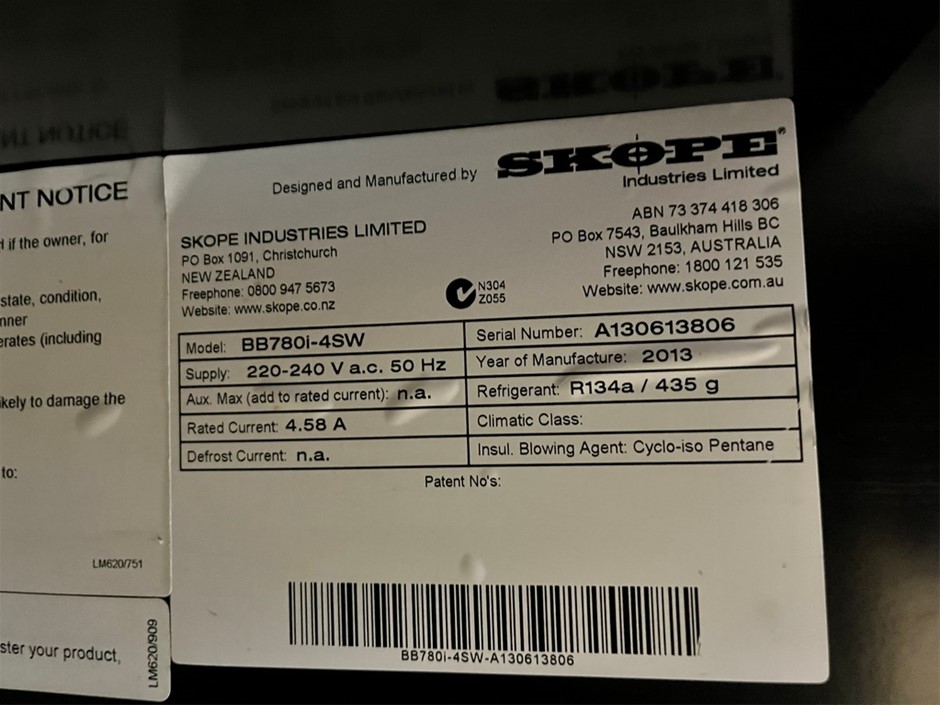 NT NOTICE
if the owner, for
state, condition,
nner
erates (including
kely to damage the
to:
LM620/751
ster your product,
LM620/909
Designed and Manufactured by
SKOPE®
Industries Limited
SKOPE INDUSTRIES LIMITED
PO Box 1091, Christchurch
NEW ZEALAND
Freephone: 0800 947 5673
Website: www.skope.co.nz
N304
Z055
ABN 73 374 418 306
PO Box 7543, Baulkham Hills BC
NSW 2153, AUSTRALIA
Freephone: 1800 121 535
Website: www.skope.com.au
Model: BB780i-4SW
Supply: 220-240 V a.c. 50 Hz
Aux. Max (add to rated current): n.a.
Rated Current: 4.58 A
Defrost Current: n.a.
Serial Number: A130613806
Year of Manufacture: 2013
Refrigerant: R134a / 435 g
Climatic Class:
Insul. Blowing Agent: Cyclo-iso Pentane
Patent No's:
BB780i-4SW-A130613806